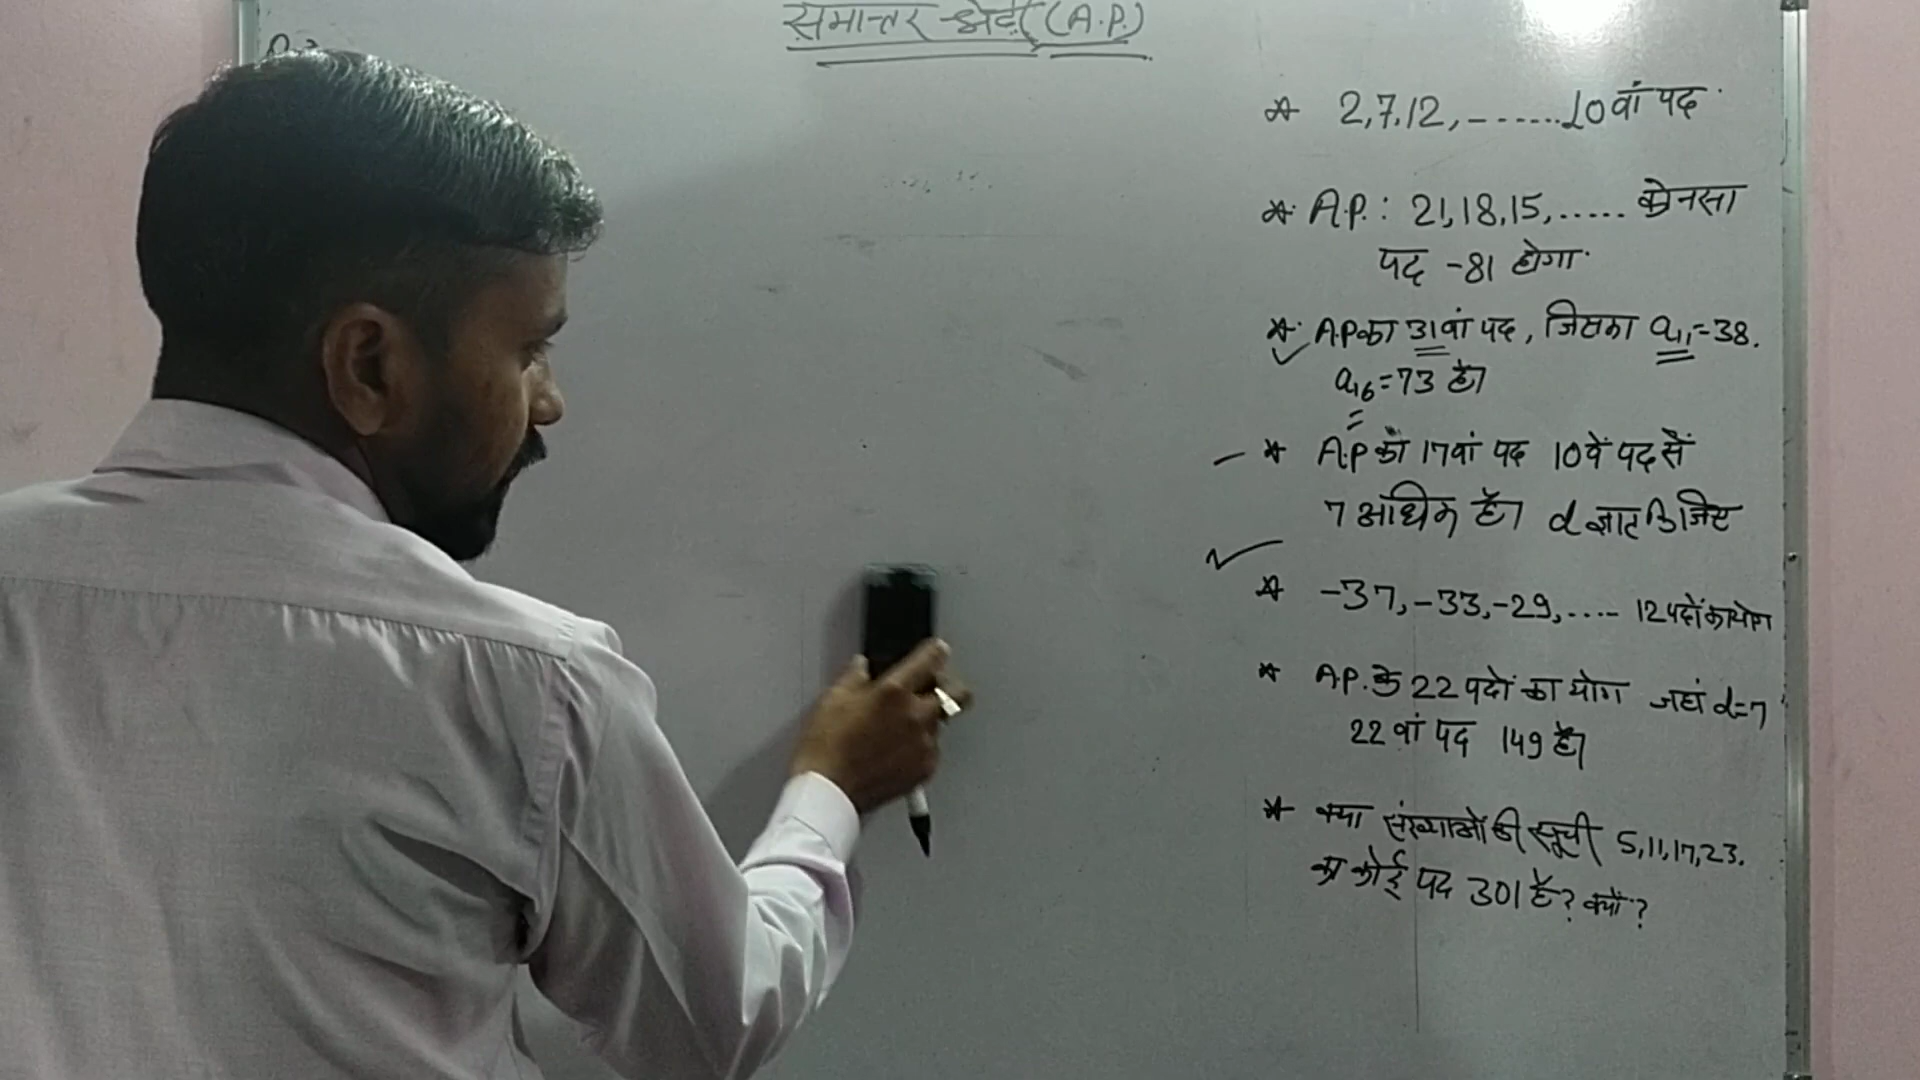 समान्तर श्रेढ़ी (A.P.)
* 2,7,12,-......10वां पद
* A.P.: 21,18,15,..... कोनसा
पद -81 होगा
* A.P का 31वां पद, जिसका a11=38.
a16=73 है।
* A.P का 17वां पद 10वें पद से
7 अधिक है। d ज्ञात किजिए
* -37,-33,-29,.... 12 पदों का योग
* A.P. के 22 पदों का योग जहां d=7
22 वां पद 149 है।
* क्या संख्याओं की सूची 5,11,17,23.
का कोई पद 301 है? क्यों?